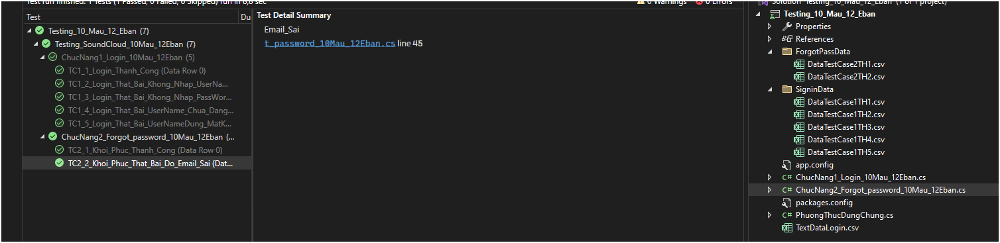 Test run finished: 1 Tests (1 Passed, 0 Failed, 0 Skipped) run in 8,8 sec
0 Warnings
0 Errors
Test
Du
Testing_10_Mau_12_Eban (7)
Testing_SoundCloud_10Mau_12Eban (7)
ChucNang1_Login_10Mau_12Eban (5)
TC1_1_Login_Thanh_Cong (Data Row 0)
TC1_2_Login_That_Bai_Khong_Nhap_UserNa...
TC1_3_Login_That_Bai_Khong_Nhap_PassWor...
TC1_4_Login_That_Bai_UserName_Chua_Dang...
TC1_5_Login_That_Bai_UserNameDung_MatK...
ChucNang2_Forgot_password_10Mau_12Eban (...
TC2_1_Khoi_Phuc_Thanh_Cong (Data Row 0)
TC2_2_Khoi_Phuc_That_Bai_Do_Email_Sai (Dat...
Test Detail Summary
Email_Sai
t_password_10Mau_12Eban.cs line 45
Solution 'Testing_10_Mau_12_Eban' (1 of 1 project)
Testing_10_Mau_12_Eban
Properties
References
ForgotPassData
DataTestCase2TH1.csv
DataTestCase2TH2.csv
SigninData
DataTestCase1TH1.csv
DataTestCase1TH2.csv
DataTestCase1TH3.csv
DataTestCase1TH4.csv
DataTestCase1TH5.csv
app.config
C# ChucNang1_Login_10Mau_12Eban.cs
C# ChucNang2_Forgot_password_10Mau_12Eban.cs
packages.config
C# PhuongThucDungChung.cs
TextDataLogin.csv